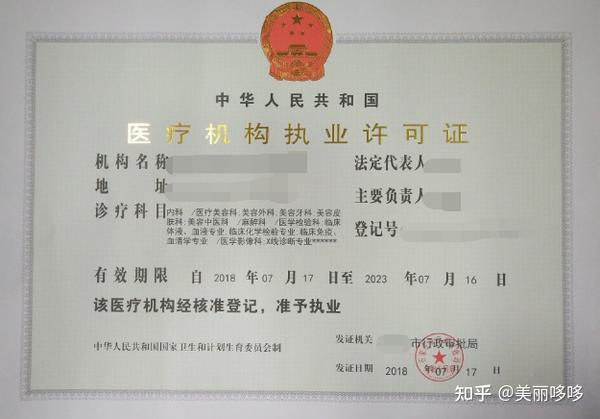 中华人民共和国
医疗机构执业许可证
机构名称
法定代表人
地 址
主要负责人
诊疗科目 内科 /医疗美容科;美容外科;美容牙科;美容皮
肤科;美容中医科 /麻醉科 /医学检验科;临床
体液、血液专业;临床化学检验专业;临床免疫、
血清学专业 /医学影像科;X线诊断专业******
登记号
有效期限 自 2018 年 07 月 17 日至 2023 年 07 月 16 日
该医疗机构经核准登记，准予执业
发证机关 市行政审批局
中华人民共和国国家卫生和计划生育委员会制
发证日期 2018 年 07 月 17 日
知乎 @美丽哆哆